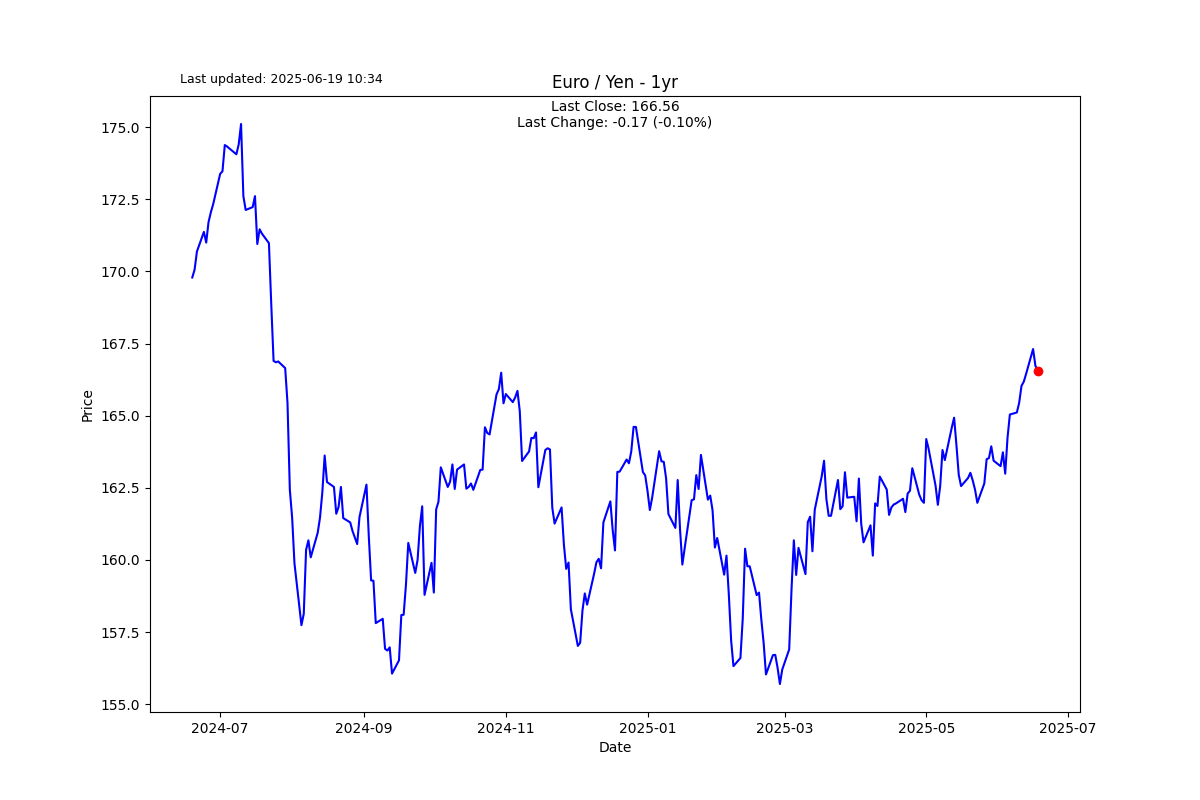 Last updated: 2025-06-19 10:34
Euro / Yen - 1yr
Last Close: 166.56
Last Change: -0.17 (-0.10%)
175.0
172.5
170.0
167.5
165.0
162.5
160.0
157.5
155.0
Price
2024-07 2024-09 2024-11 2025-01 2025-03 2025-05 2025-07
Date